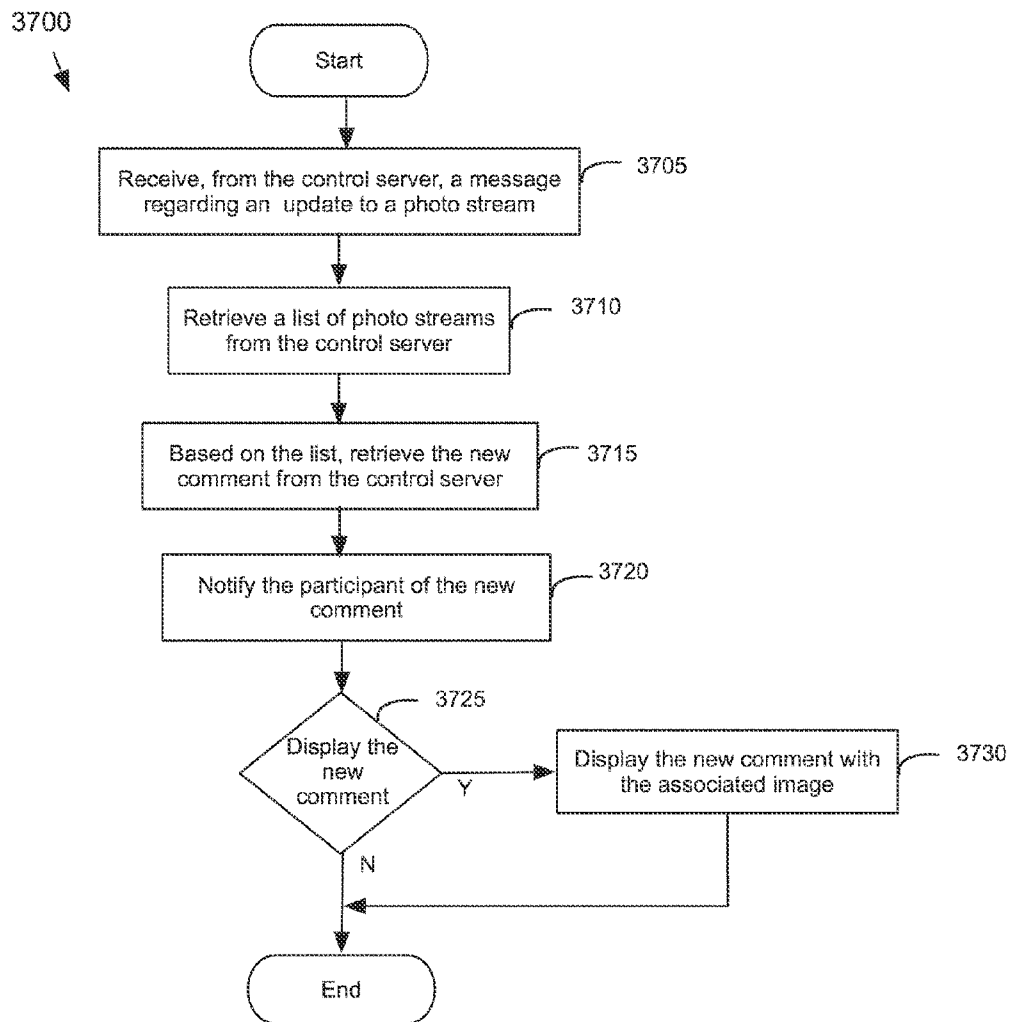 3700
Start
Receive, from the control server, a message
regarding an update to a photo stream
3705
Retrieve a list of photo streams
from the control server
3710
Based on the list, retrieve the new
comment from the control server
3715
Notify the participant of the new
comment
3720
3725
Display the
new
comment
Y
Display the new comment with
the associated image
3730
N
End